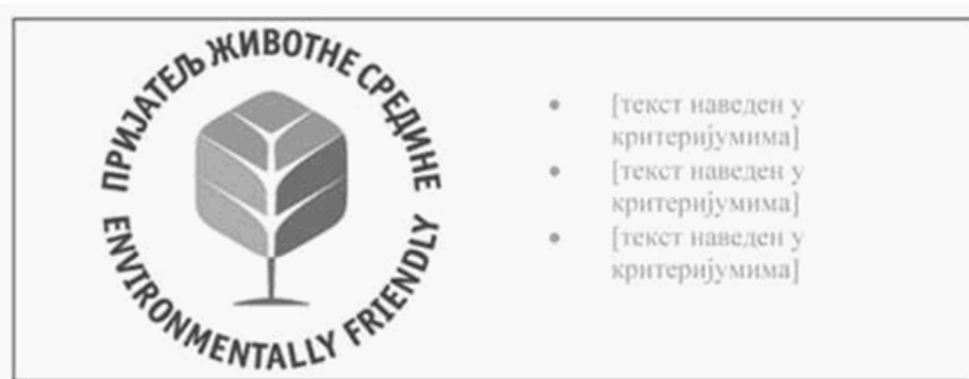 ПРИЈАТЕЉ ЖИВОТНЕ СРЕДИНЕ
ENVIRONMENTALLY FRIENDLY
• [текст наведен у
критеријумима]
• [текст наведен у
критеријумима]
• [текст наведен у
критеријумима]